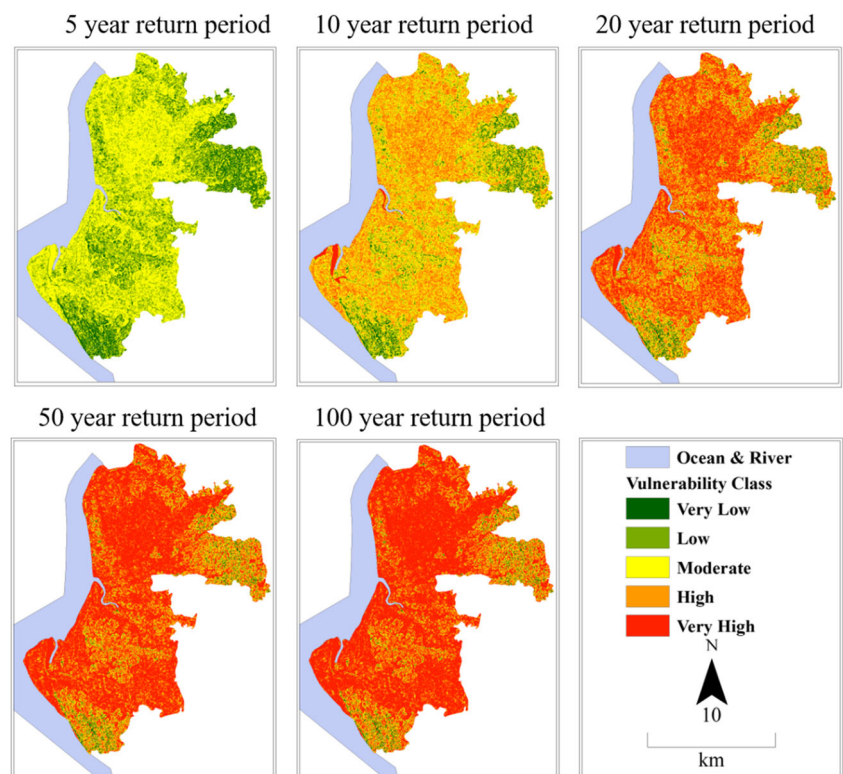 5 year return period
10 year return period
20 year return period
50 year return period
100 year return period
Ocean & River
Vulnerability Class
Very Low
Low
Moderate
High
Very High
N
10
km